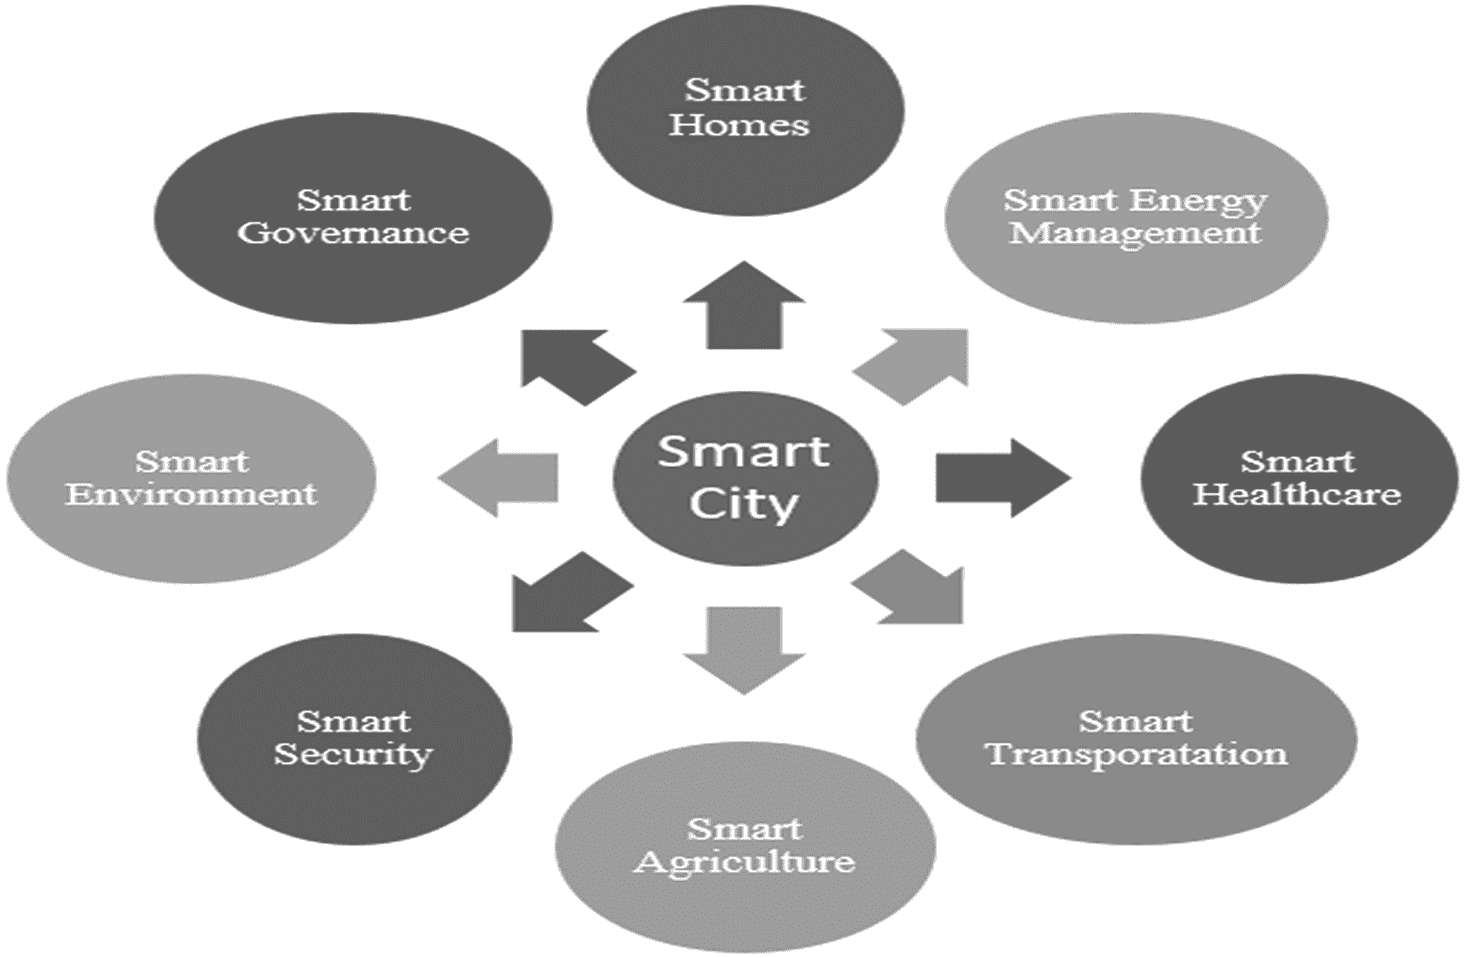 Smart
Homes
Smart
Governance
Smart Energy
Management
Smart
City
Smart
Environment
Smart
Healthcare
Smart
Security
Smart
Transporatation
Smart
Agriculture